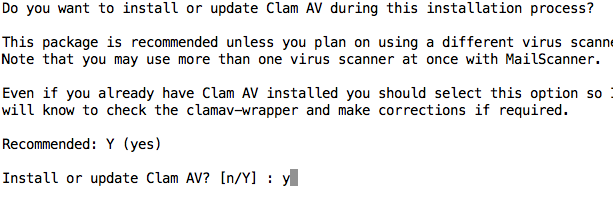 Do you want to install or update Clam AV during this installation process?
This package is recommended unless you plan on using a different virus
Note that you may use more than one virus scanner at once with MailScanner.
Even if you already have Clam AV installed you should select this option so
will know to check the clamav-wrapper and make corrections if required.
Recommended: Y (yes)
Install or update Clam AV? [n/Y] : y